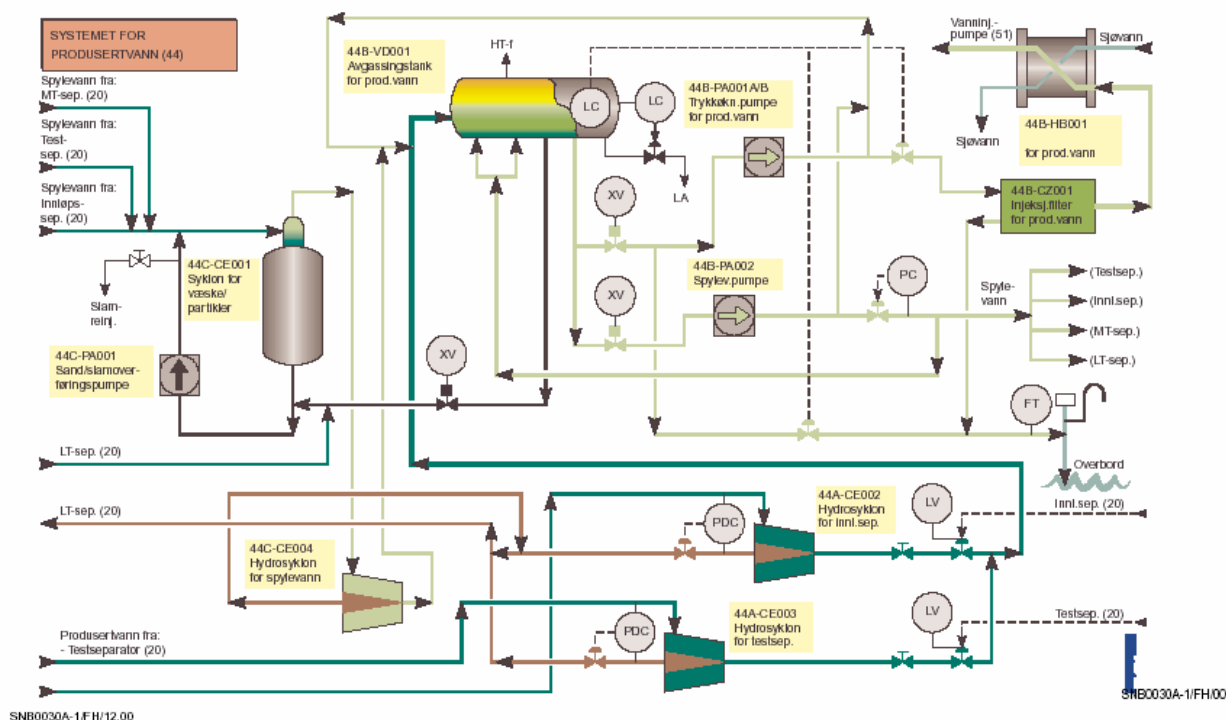 SYSTEMET FOR
PRODUSERTVANN (44)
Spylevann fra:
MT-sep. (20)
Spylevann fra:
Test-
sep. (20)
Spylevann fra:
Innløps-
sep. (20)
Slam-
reinj.
44C-CE001
Syklon for
væske/
partikler
44C-PA001
Sand/slamover-
føringspumpe
44B-VD001
Avgassingstank
for prod.vann
HT-f
LC
LC
LA
44B-PA001A/B
Trykkøkn.pumpe
for prod.vann
XV
44B-PA002
Spylev.pumpe
XV
XV
PC
Vanninj.-
pumpe (51)
Sjøvann
Sjøvann
44B-HB001
for prod.vann
44B-CZ001
Injeksj.filter
for prod.vann
Spyle-
vann
(Testsep.)
(Innl.sep.)
(MT-sep.)
(LT-sep.)
FT
Overbord
LT-sep. (20)
LT-sep. (20)
44C-CE004
Hydrosyklon
for spylevann
PDC
44A-CE002
Hydrosyklon
for innl.sep.
LV
Innl.sep. (20)
PDC
44A-CE003
Hydrosyklon
for testsep.
LV
Testsep. (20)
Produsertvann fra:
- Testseparator (20)
SNB0030A-1/FH/00
SNB0030A-1/FH/12.00